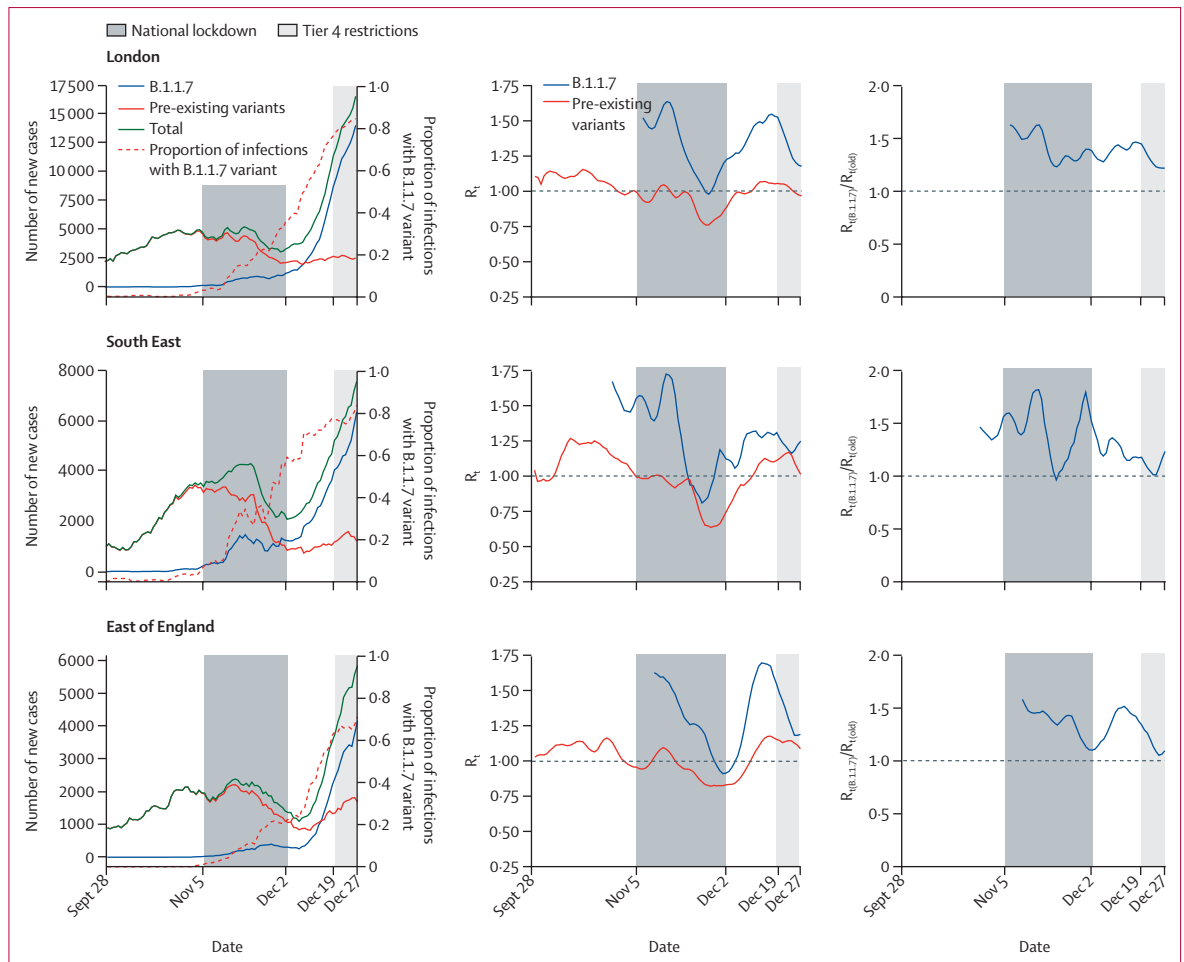 National lockdown Tier 4 restrictions
London
17 500
15 000
12 500
10 000
7500
5000
2500
0
Number of new cases
B.1.1.7
Pre-existing variants
Total
Proportion of infections
with B.1.1.7 variant
1·0
0·8
0·6
0·4
0·2
0
Proportion of infections
with B.1.1.7 variant
1·75
1·50
1·25
1·00
0·75
0·50
0·25
Rt
B.1.1.7
Pre-existing
variants
2·0
1·5
1·0
0·5
0
Rt(B.1.1.7)/Rt(old)
South East
8000
6000
4000
2000
0
Number of new cases
1·0
0·8
0·6
0·4
0·2
0
Proportion of infections
with B.1.1.7 variant
1·75
1·50
1·25
1·00
0·75
0·50
0·25
Rt
2·0
1·5
1·0
0·5
0
Rt(B.1.1.7)/Rt(old)
East of England
6000
5000
4000
3000
2000
1000
0
Number of new cases
1·0
0·8
0·6
0·4
0·2
0
Proportion of infections
with B.1.1.7 variant
Sept 28
Nov 5
Dec 2
Dec 19
Dec 27
Date
1·75
1·50
1·25
1·00
0·75
0·50
0·25
Rt
Sept 28
Nov 5
Dec 2
Dec 19
Dec 27
Date
2·0
1·5
1·0
0·5
0
Rt(B.1.1.7)/Rt(old)
Sept 28
Nov 5
Dec 2
Dec 19
Dec 27
Date